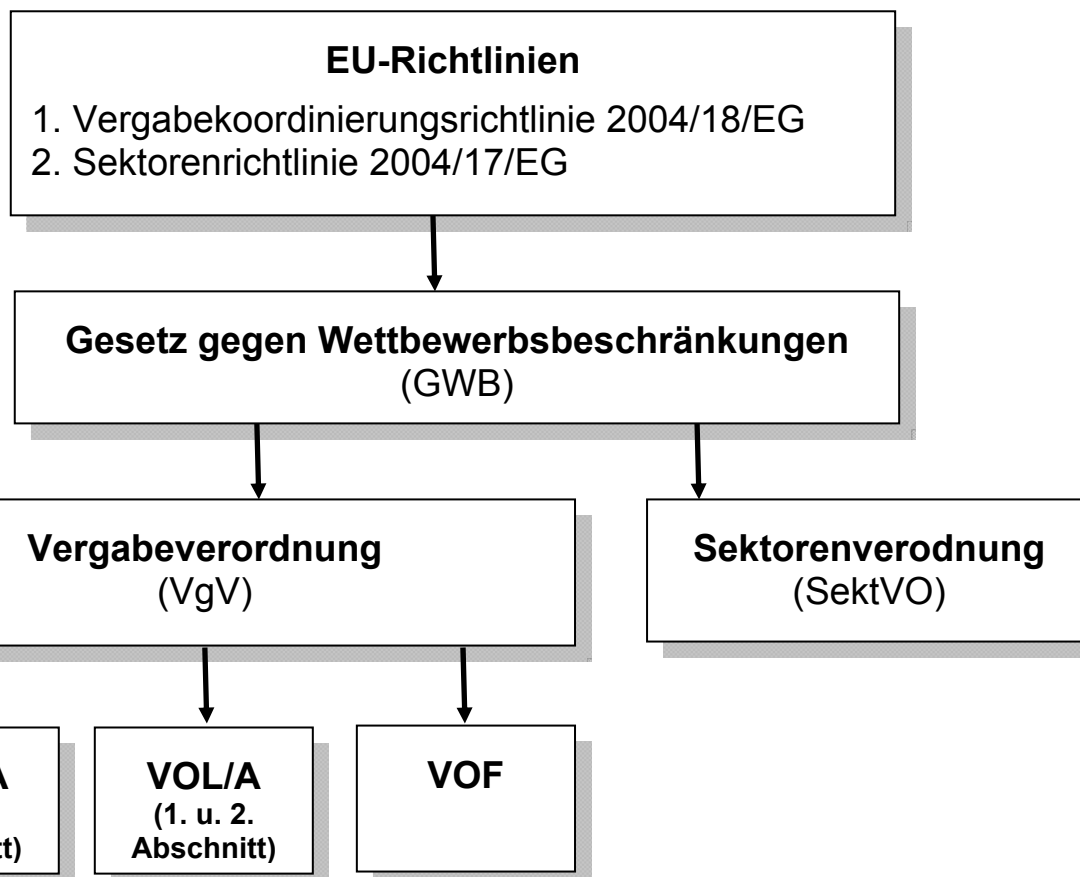 EU-Richtlinien
1. Vergabekoordinierungsrichtlinie 2004/18/EG
2. Sektorenrichtlinie 2004/17/EG
Gesetz gegen Wettbewerbsbeschränkungen
(GWB)
Vergabeverordnung
(VgV)
Sektorenverodnung
(SektVO)
VOL/A
(1. u. 2.
Abschnitt)
VOF